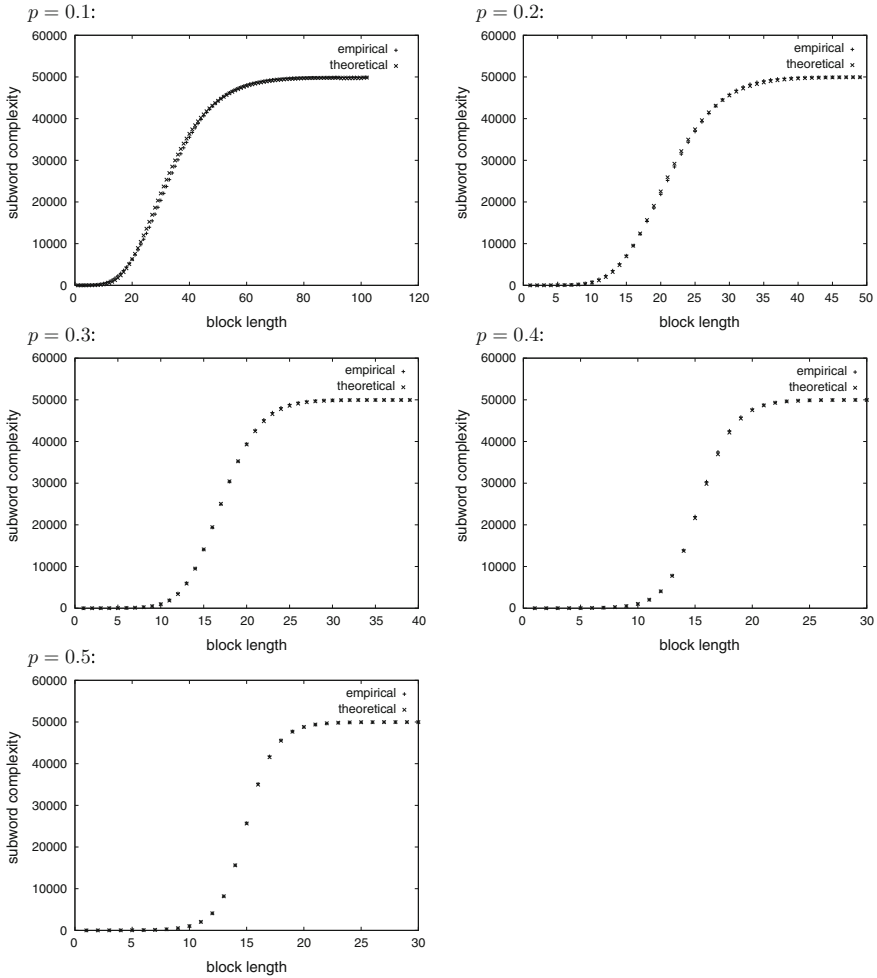 p = 0.1:
60000
50000
40000
30000
20000
10000
0
0 20 40 60 80 100 120
subword complexity
block length
empirical
theoretical
p = 0.2:
60000
50000
40000
30000
20000
10000
0
0 5 10 15 20 25 30 35 40 45 50
subword complexity
block length
empirical
theoretical
p = 0.3:
60000
50000
40000
30000
20000
10000
0
0 5 10 15 20 25 30 35 40
subword complexity
block length
empirical
theoretical
p = 0.4:
60000
50000
40000
30000
20000
10000
0
0 5 10 15 20 25 30
subword complexity
block length
empirical
theoretical
p = 0.5:
60000
50000
40000
30000
20000
10000
0
0 5 10 15 20 25 30
subword complexity
block length
empirical
theoretical